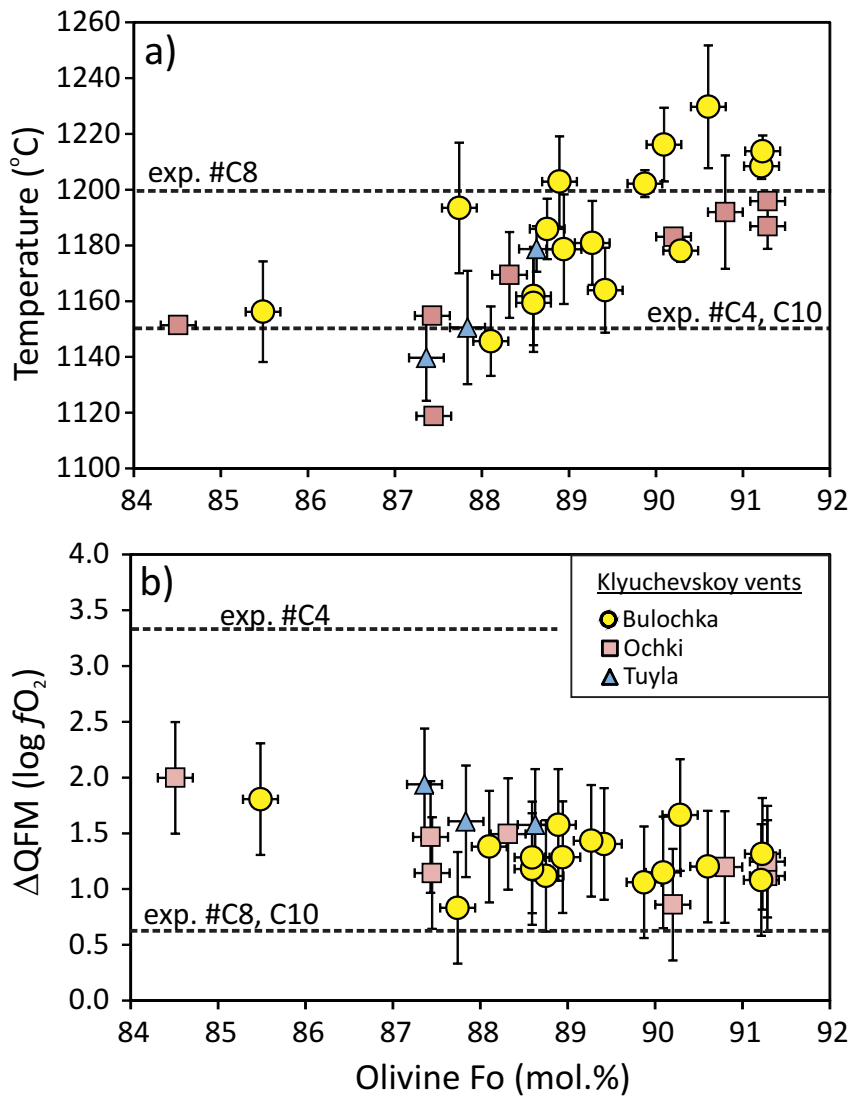 a)
1260
1240
1220
1200
1180
1160
1140
1120
1100
Temperature (°C)
exp. #C8
exp. #C4, C10
84 85 86 87 88 89 90 91 92
b)
4.0
3.5
3.0
2.5
2.0
1.5
1.0
0.5
0.0
ΔQFM (log fO₂)
exp. #C4
Klyuchevskoy vents
Bulochka
Ochki
Tuyla
exp. #C8, C10
84 85 86 87 88 89 90 91 92
Olivine Fo (mol.%)